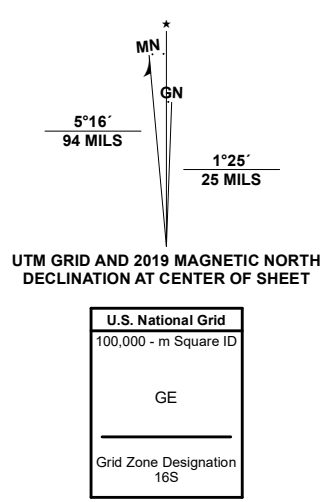 MN
GN
5°16´
94 MILS
1°25´
25 MILS
UTM GRID AND 2019 MAGNETIC NORTH
DECLINATION AT CENTER OF SHEET
U.S. National Grid
100,000 - m Square ID
GE
Grid Zone Designation
16S